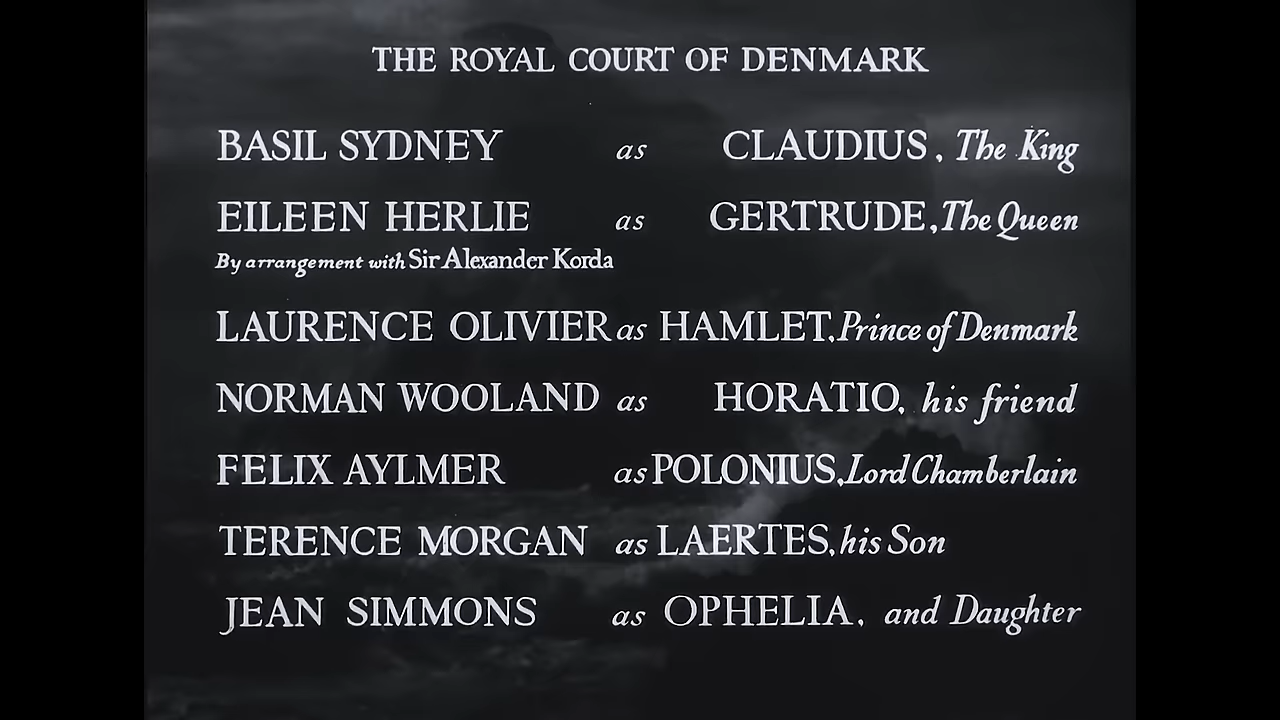 THE ROYAL COURT OF DENMARK
BASIL SYDNEY as CLAUDIUS, The King
EILEEN HERLIE as GERTRUDE, The Queen
By arrangement with Sir Alexander Korda
LAURENCE OLIVIER as HAMLET, Prince of Denmark
NORMAN WOOLAND as HORATIO, his friend
FELIX AYLMER as POLONIUS, Lord Chamberlain
TERENCE MORGAN as LAERTES, his Son
JEAN SIMMONS as OPHELIA, and Daughter